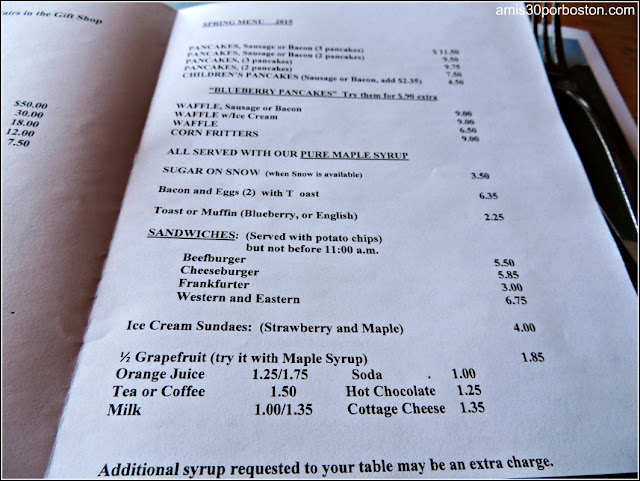 amis30porboston.com
airs in the Gift Shop
$50.00
30.00
18.00
12.00
7.50
SPRING MENU 2015
PANCAKES, Sausage or Bacon (3 pancakes) $ 11.50
PANCAKES, Sausage or Bacon (2 pancakes) 9.50
PANCAKES, (3 pancakes) 9.75
PANCAKES, (2 pancakes) 7.50
CHILDREN'S PANCAKES (Sausage or Bacon, add $2.35) 4.50
"BLUEBERRY PANCAKES" Try them for $.90 extra
WAFFLE, Sausage or Bacon 9.00
WAFFLE w/Ice Cream 9.00
WAFFLE 6.50
CORN FRITTERS 9.00
ALL SERVED WITH OUR PURE MAPLE SYRUP
SUGAR ON SNOW (when Snow is available) 3.50
Bacon and Eggs (2) with T oast 6.35
Toast or Muffin (Blueberry, or English) 2.25
SANDWICHES: (Served with potato chips)
but not before 11:00 a.m.
Beefburger 5.50
Cheeseburger 5.85
Frankfurter 3.00
Western and Eastern 6.75
Ice Cream Sundaes: (Strawberry and Maple) 4.00
½ Grapefruit (try it with Maple Syrup) 1.85
Orange Juice 1.25/1.75 Soda . 1.00
Tea or Coffee 1.50 Hot Chocolate 1.25
Milk 1.00/1.35 Cottage Cheese 1.35
Additional syrup requested to your table may be an extra charge.